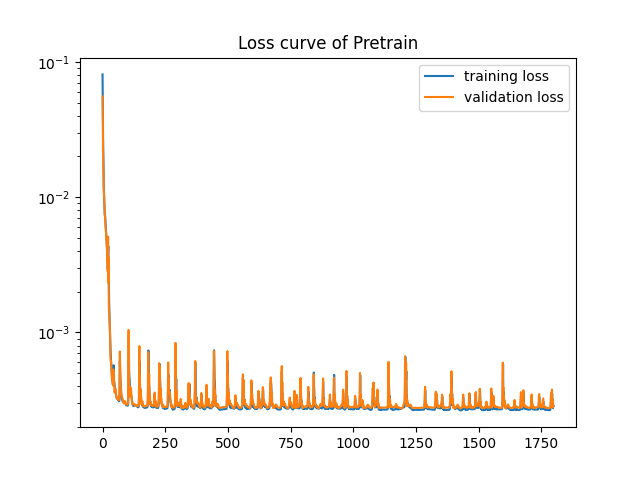 Loss curve of Pretrain
training loss
validation loss
10⁻¹
10⁻²
10⁻³
0 250 500 750 1000 1250 1500 1750